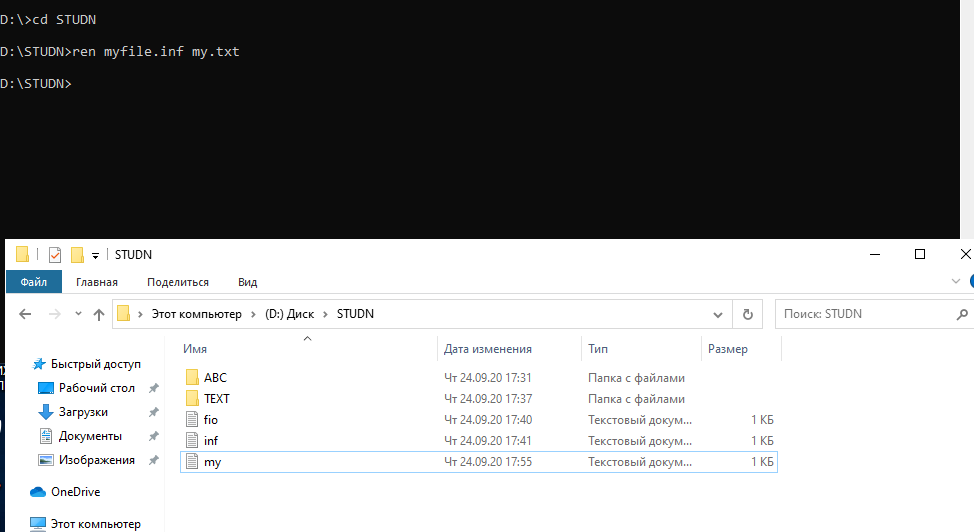 D:\>cd STUDN
D:\STUDN>ren myfile.inf my.txt
D:\STUDN>
STUDN
Файл Главная Поделиться Вид
Этот компьютер (D:) Диск STUDN Поиск: STUDN
Имя Дата изменения Тип Размер
Быстрый доступ
Рабочий стол
Загрузки
Документы
Изображения
OneDrive
Этот компьютер
ABC Чт 24.09.20 17:31 Папка с файлами
TEXT Чт 24.09.20 17:37 Папка с файлами
fio Чт 24.09.20 17:40 Текстовый докум... 1 КБ
inf Чт 24.09.20 17:41 Текстовый докум... 1 КБ
my Чт 24.09.20 17:55 Текстовый докум... 1 КБ